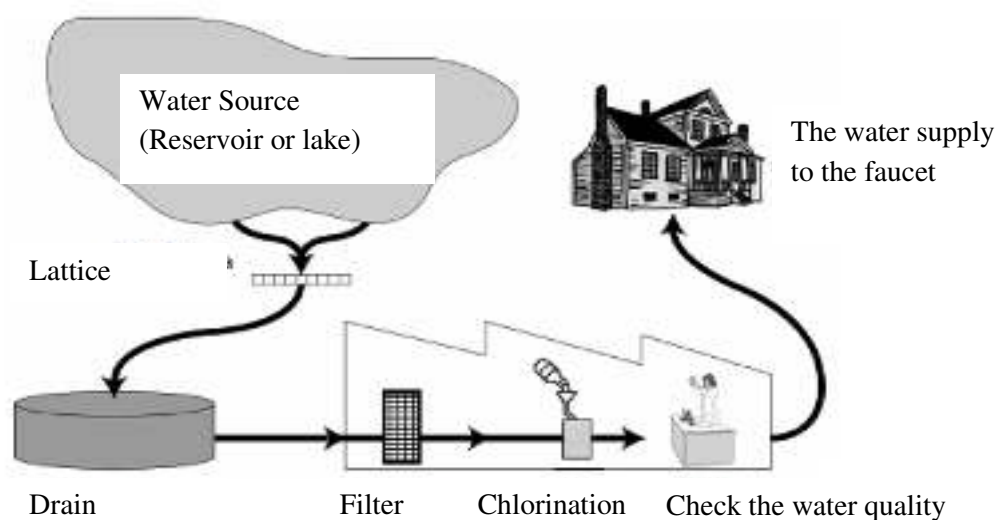 Water Source
(Reservoir or lake)
The water supply
to the faucet
Lattice
Drain
Filter
Chlorination
Check the water quality